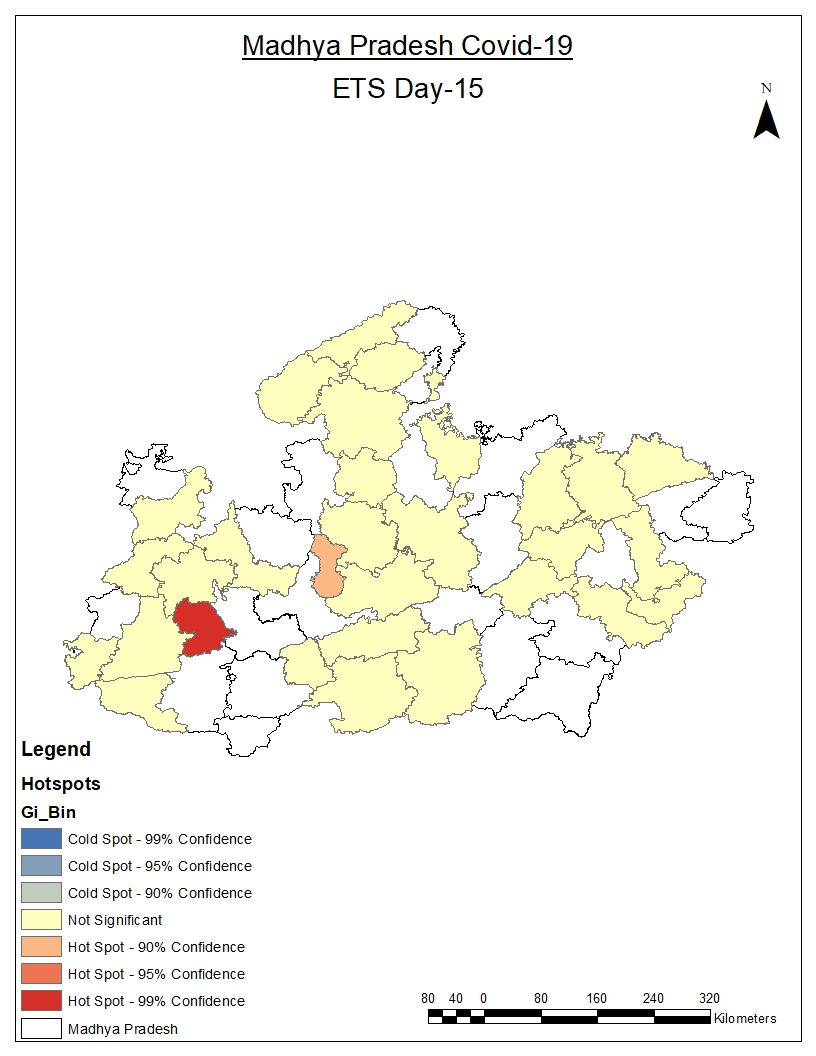 Madhya Pradesh Covid-19
ETS Day-15
N
Legend
Hotspots
Gi_Bin
Cold Spot - 99% Confidence
Cold Spot - 95% Confidence
Cold Spot - 90% Confidence
Not Significant
Hot Spot - 90% Confidence
Hot Spot - 95% Confidence
Hot Spot - 99% Confidence
Madhya Pradesh
80 40 0 80 160 240 320
Kilometers